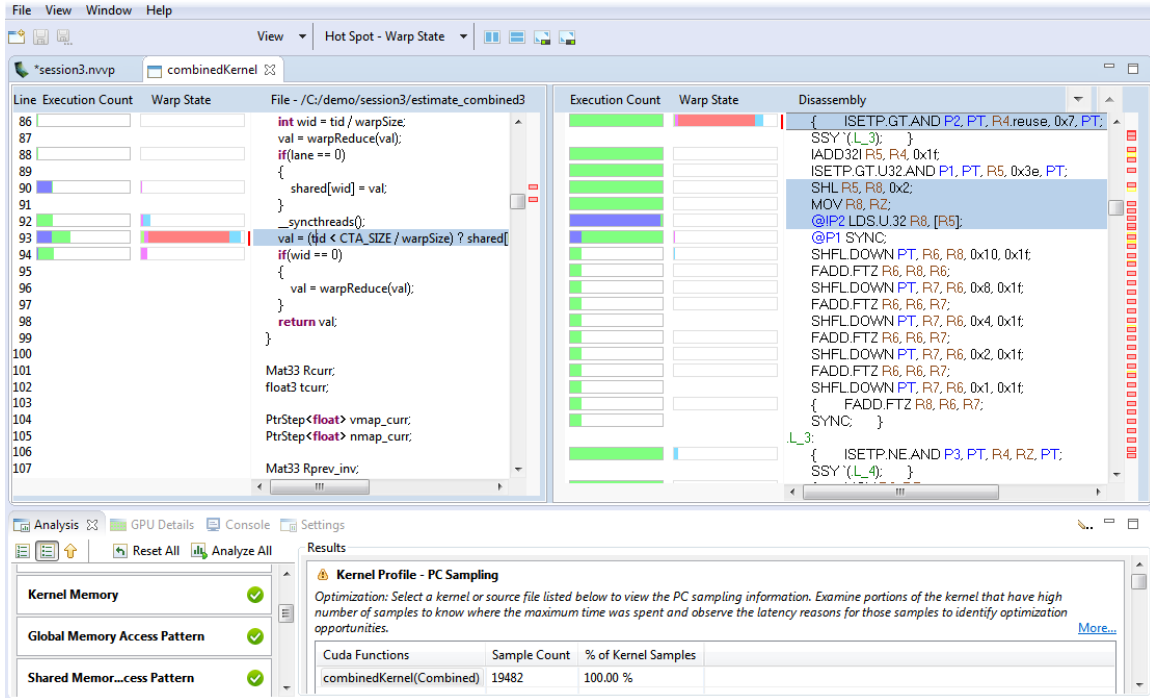 File View Window Help
View Hot Spot - Warp State
*session3.nvvp combinedKernel
Line Execution Count Warp State File - /C:/demo/session3/estimate_combined3
86 int wid = tid / warpSize;
87 val = warpReduce(val);
88 if(lane == 0)
89 {
90 shared[wid] = val;
91 }
92 __syncthreads();
93 val = (tid < CTA_SIZE / warpSize) ? shared[
94 if(wid == 0)
95 {
96 val = warpReduce(val);
97 }
98 return val;
99 }
100
101 Mat33 Rcurr;
102 float3 tcurr;
103
104 PtrStep<float> vmap_curr;
105 PtrStep<float> nmap_curr;
106
107 Mat33 Rprev_inv;
Execution Count Warp State Disassembly
{ ISETP.GT.AND P2, PT, R4.reuse, 0x7, PT;
SSY `(.L_3); }
IADD32I R5, R4, 0x1f;
ISETP.GT.U32.AND P1, PT, R5, 0x3e, PT;
SHL R5, R8, 0x2;
MOV R8, RZ;
@!P2 LDS.U.32 R8, [R5];
@P1 SYNC;
SHFL.DOWN PT, R6, R8, 0x10, 0x1f;
FADD.FTZ R6, R8, R6;
SHFL.DOWN PT, R7, R6, 0x8, 0x1f;
FADD.FTZ R6, R6, R7;
SHFL.DOWN PT, R7, R6, 0x4, 0x1f;
FADD.FTZ R6, R6, R7;
SHFL.DOWN PT, R7, R6, 0x2, 0x1f;
FADD.FTZ R6, R6, R7;
SHFL.DOWN PT, R7, R6, 0x1, 0x1f;
{ FADD.FTZ R8, R6, R7;
SYNC; }
.L_3:
{ ISETP.NE.AND P3, PT, R4, RZ, PT;
SSY `(.L_4); }
Analysis GPU Details Console Settings
Reset All Analyze All
Kernel Memory
Global Memory Access Pattern
Shared Memor...cess Pattern
Results
Kernel Profile - PC Sampling
Optimization: Select a kernel or source file listed below to view the PC sampling information. Examine portions of the kernel that have high
number of samples to know where the maximum time was spent and observe the latency reasons for those samples to identify optimization
opportunities.
More...
Cuda Functions Sample Count % of Kernel Samples
combinedKernel(Combined) 19482 100.00 %